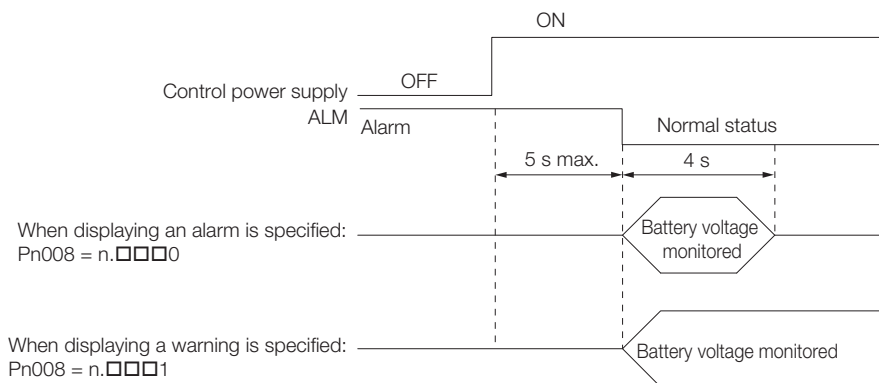 ON
OFF
Control power supply
ALM
Alarm
Normal status
5 s max.
4 s
When displaying an alarm is specified:
Pn008 = n.□□□0
Battery voltage
monitored
When displaying a warning is specified:
Pn008 = n.□□□1
Battery voltage monitored